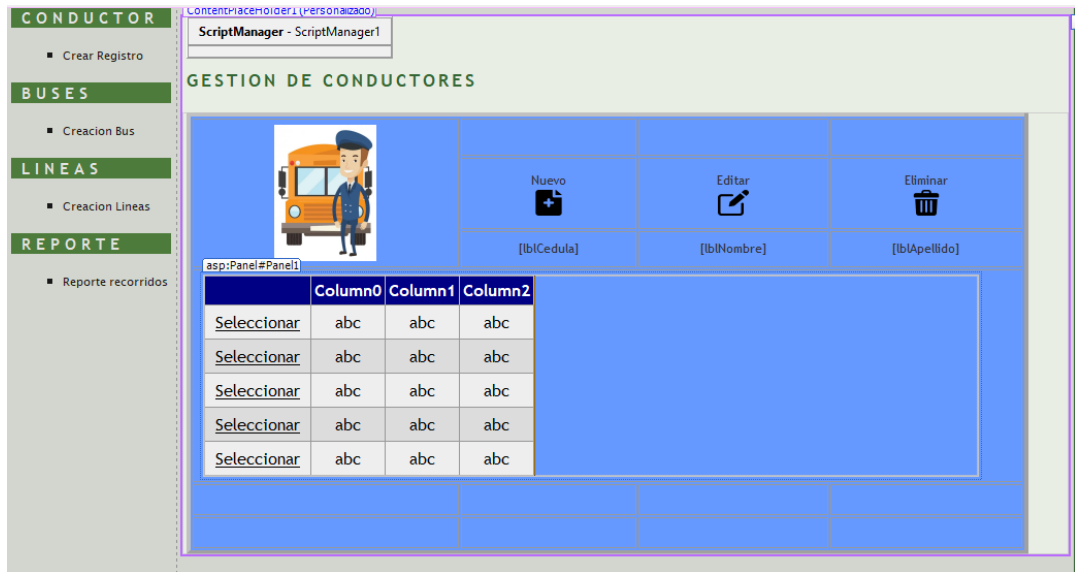 CONDUCTOR
Crear Registro
BUSES
Creacion Bus
LINEAS
Creacion Lineas
REPORTE
Reporte recorridos
ContentPlaceHolder1 (Personalizado)
ScriptManager - ScriptManager1
GESTION DE CONDUCTORES
Nuevo Editar Eliminar
[lblCedula] [lblNombre] [lblApellido]
asp:Panel#Panel1
Column0 Column1 Column2
Seleccionar abc abc abc
Seleccionar abc abc abc
Seleccionar abc abc abc
Seleccionar abc abc abc
Seleccionar abc abc abc